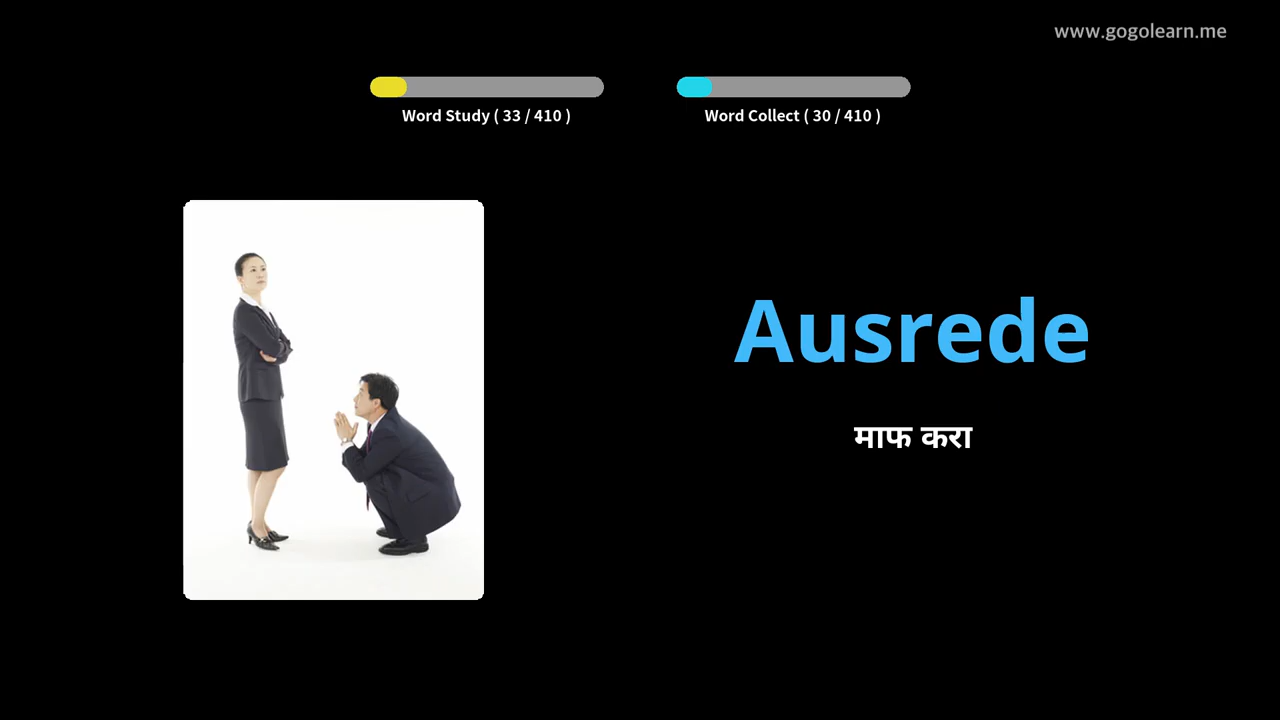 www.gogolearn.me
Word Study ( 33 / 410 )
Word Collect ( 30 / 410 )
Ausrede
माफ करा